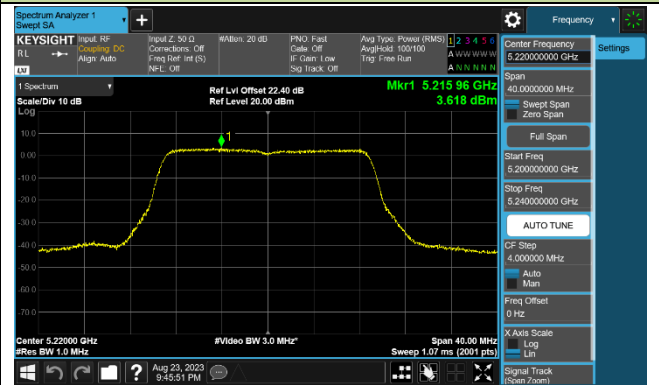 Spectrum Analyzer 1
Swept SA
+
Frequency
KEYSIGHT
RL
LXI
Input: RF
Coupling: DC
Align: Auto
Input Z: 50 Ω
Corrections: Off
Freq Ref: Int (S)
NFE: Off
#Atten: 20 dB
PNO: Fast
Gate: Off
IF Gain: Low
Sig Track: Off
Avg Type: Power (RMS)
Avg|Hold: 100/100
Trig: Free Run
1 2 3 4 5 6
A W W W W W
A N N N N N
1 Spectrum
Scale/Div 10 dB
Log
Ref Lvl Offset 22.40 dB
Ref Level 20.00 dBm
Mkr1 5.215 96 GHz
3.618 dBm
1
10.0
0.00
-10.0
-20.0
-30.0
-40.0
-50.0
-60.0
-70.0
Center 5.22000 GHz
#Res BW 1.0 MHz
#Video BW 3.0 MHz*
Span 40.00 MHz
Sweep 1.07 ms (2001 pts)
?
Aug 23, 2023
9:45:51 PM
Center Frequency
5.220000000 GHz
Span
40.0000000 MHz
Swept Span
Zero Span
Full Span
Start Freq
5.200000000 GHz
Stop Freq
5.240000000 GHz
AUTO TUNE
CF Step
4.000000 MHz
Auto
Man
Freq Offset
0 Hz
X Axis Scale
Log
Lin
Signal Track
(Span Zoom)
Settings